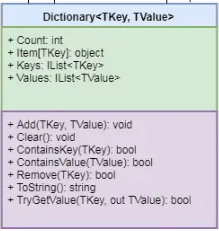 Dictionary<TKey, TValue>
+ Count: int
+ Item[TKey]: object
+ Keys: IList<TKey>
+ Values: IList<TValue>
+ Add(TKey, TValue): void
+ Clear(): void
+ ContainsKey(TKey): bool
+ ContainsValue(TValue): bool
+ Remove(TKey): bool
+ ToString(): string
+ TryGetValue(TKey, out TValue): bool